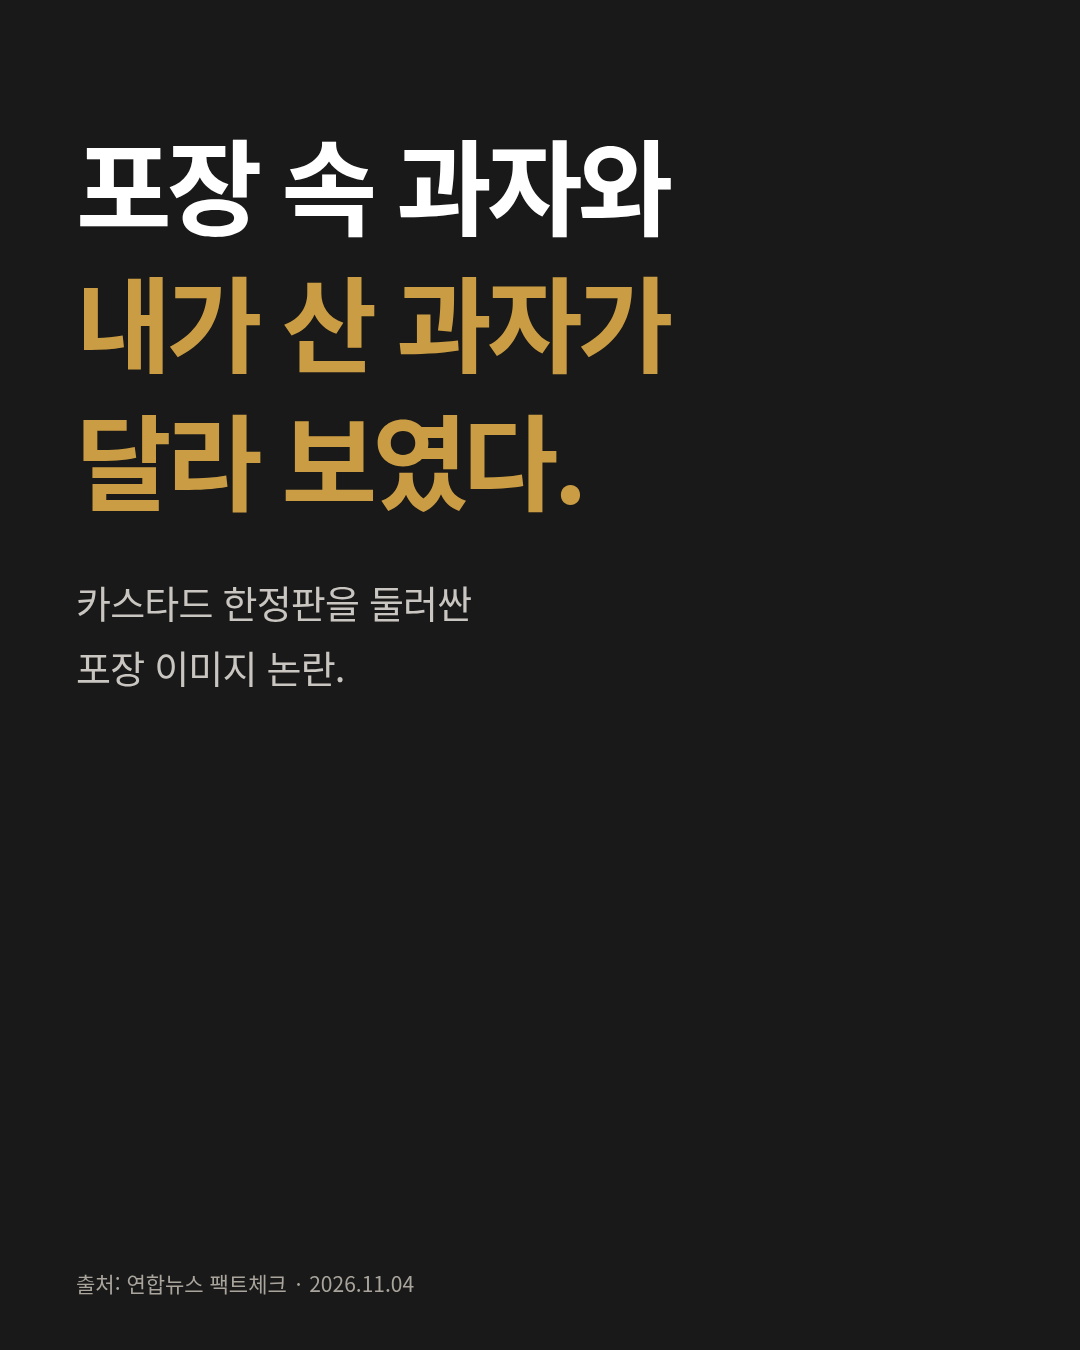 포장 속 과자와
내가 산 과자가
달라 보였다.
카스타드 한정판을 둘러싼
포장 이미지 논란.
출처: 연합뉴스 팩트체크 · 2026.11.04